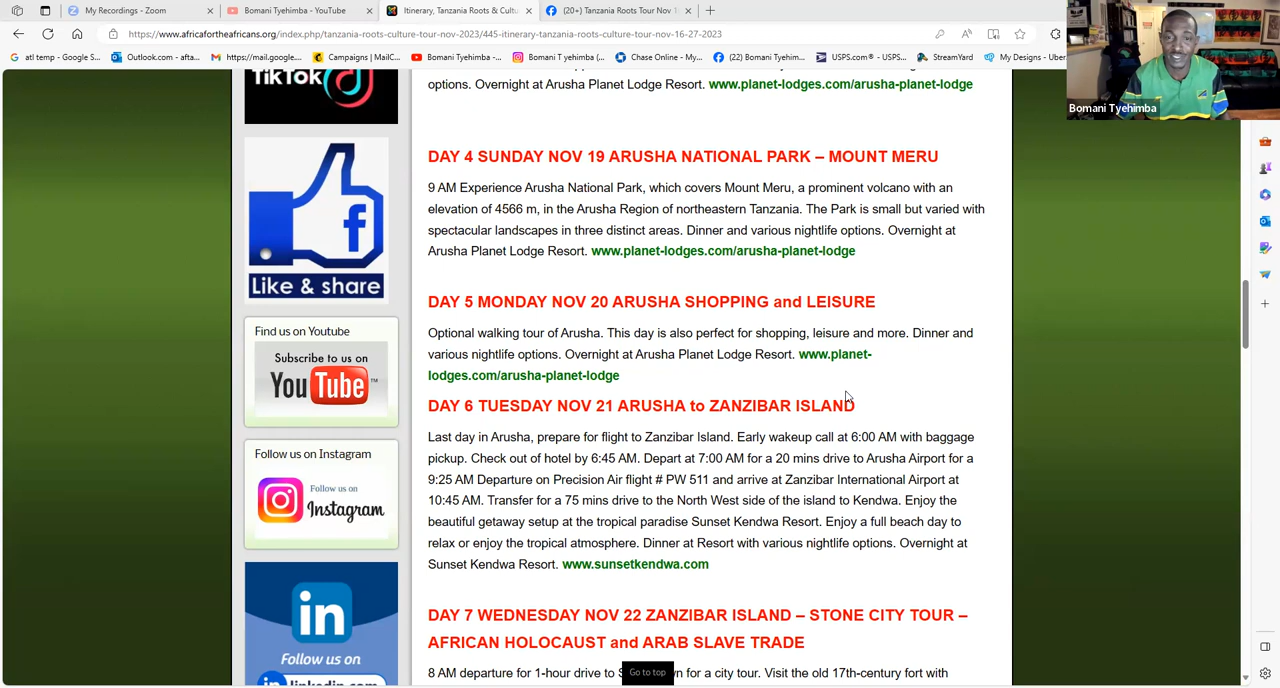 My Recordings - Zoom
Bomani Tyehimba - YouTube
Itinerary, Tanzania Roots & Cultu
(20+) Tanzania Roots Tour Nov 1
https://www.africafortheafricans.org/index.php/tanzania-roots-culture-tour-nov-2023/445-itinerary-tanzania-roots-culture-tour-nov-16-27-2023
atl temp - Google S...
Outlook.com - afta...
https://mail.google...
Campaigns | MailC...
Bomani Tyehimba -...
Bomani T yehimba (...
Chase Online - My...
(22) Bomani Tyehim...
USPS.com® - USPS...
StreamYard
My Designs - Uber
Bomani Tyehimba
TikTok
options. Overnight at Arusha Planet Lodge Resort. www.planet-lodges.com/arusha-planet-lodge
DAY 4 SUNDAY NOV 19 ARUSHA NATIONAL PARK – MOUNT MERU
9 AM Experience Arusha National Park, which covers Mount Meru, a prominent volcano with an
elevation of 4566 m, in the Arusha Region of northeastern Tanzania. The Park is small but varied with
spectacular landscapes in three distinct areas. Dinner and various nightlife options. Overnight at
Arusha Planet Lodge Resort. www.planet-lodges.com/arusha-planet-lodge
Like & share
DAY 5 MONDAY NOV 20 ARUSHA SHOPPING and LEISURE
Optional walking tour of Arusha. This day is also perfect for shopping, leisure and more. Dinner and
various nightlife options. Overnight at Arusha Planet Lodge Resort. www.planet-
lodges.com/arusha-planet-lodge
Find us on Youtube
Subscribe to us on
YouTube
DAY 6 TUESDAY NOV 21 ARUSHA to ZANZIBAR ISLAND
Last day in Arusha, prepare for flight to Zanzibar Island. Early wakeup call at 6:00 AM with baggage
pickup. Check out of hotel by 6:45 AM. Depart at 7:00 AM for a 20 mins drive to Arusha Airport for a
9:25 AM Departure on Precision Air flight # PW 511 and arrive at Zanzibar International Airport at
10:45 AM. Transfer for a 75 mins drive to the North West side of the island to Kendwa. Enjoy the
beautiful getaway setup at the tropical paradise Sunset Kendwa Resort. Enjoy a full beach day to
relax or enjoy the tropical atmosphere. Dinner at Resort with various nightlife options. Overnight at
Sunset Kendwa Resort. www.sunsetkendwa.com
Follow us on Instagram
Follow us on
Instagram
in
Follow us on
linkedin.com
DAY 7 WEDNESDAY NOV 22 ZANZIBAR ISLAND – STONE CITY TOUR –
AFRICAN HOLOCAUST and ARAB SLAVE TRADE
8 AM departure for 1-hour drive to for a city tour. Visit the old 17th-century fort with
Go to top